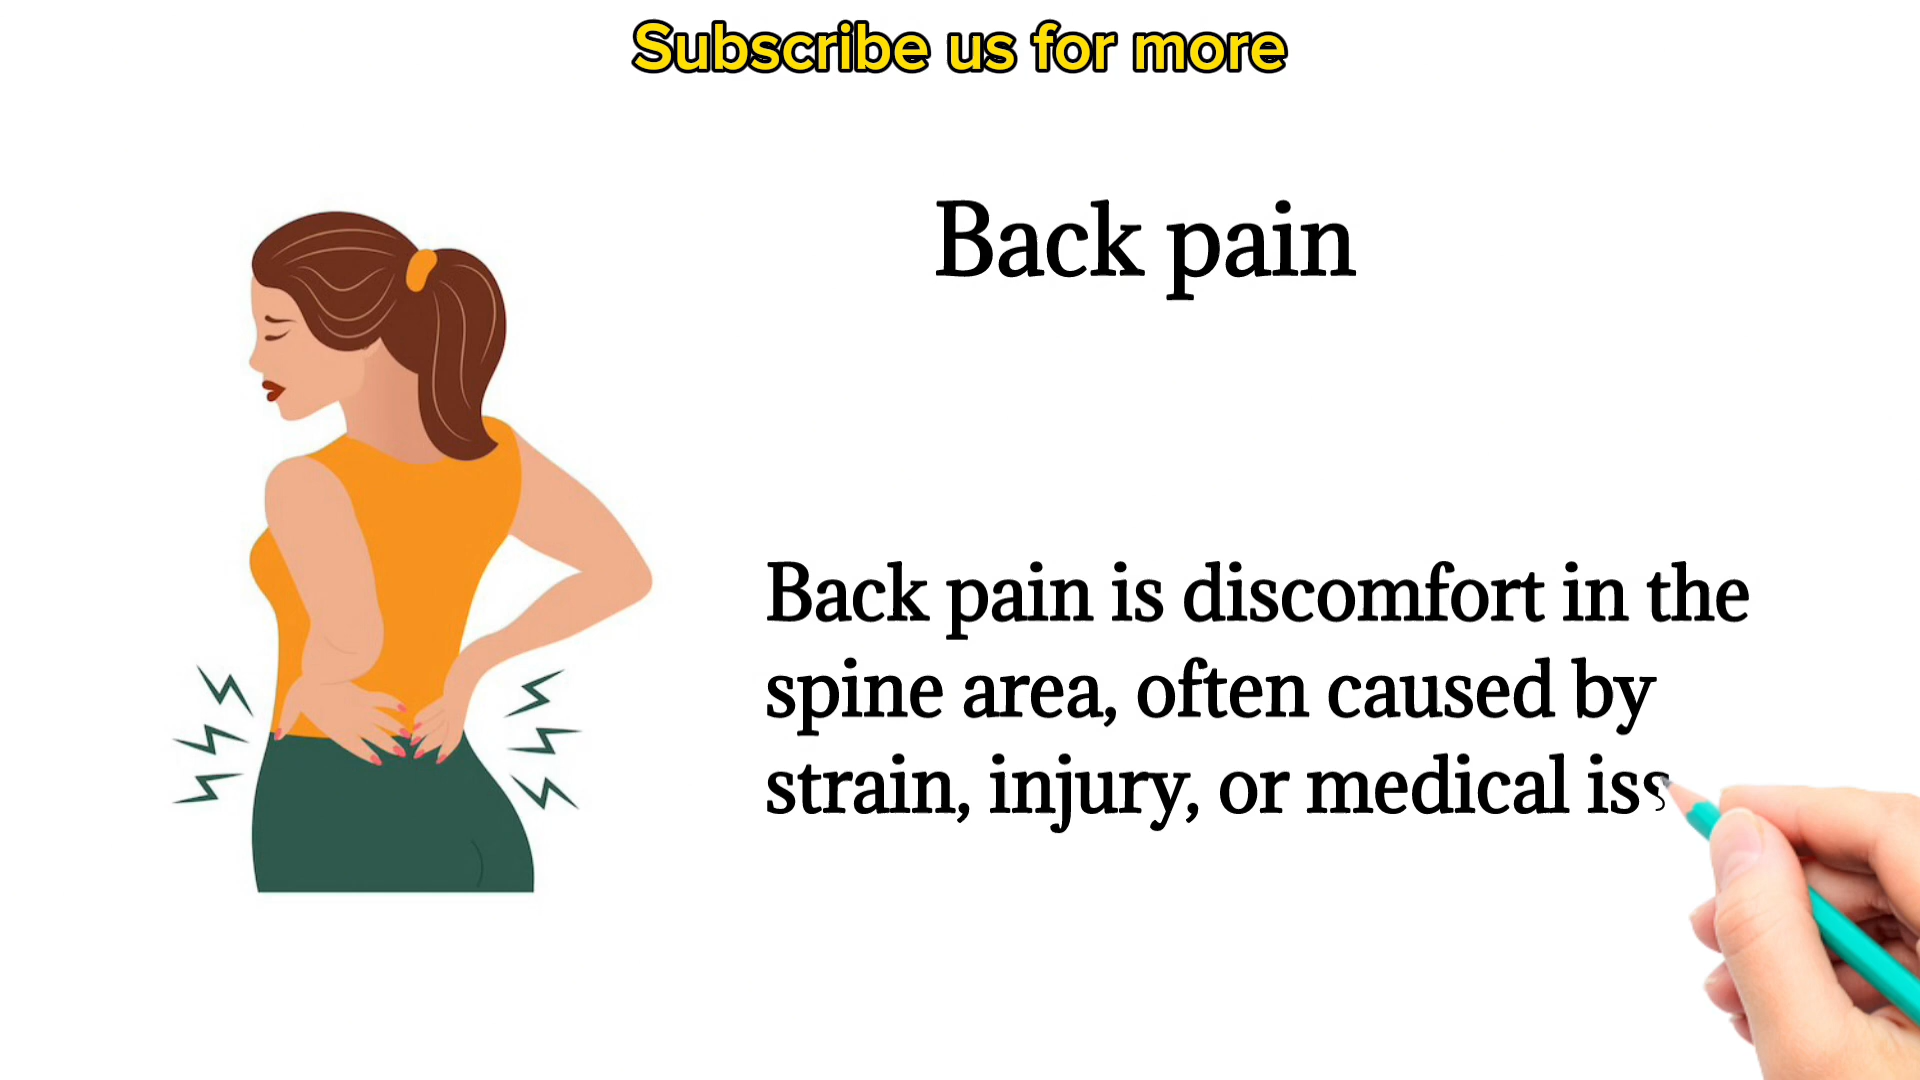 Subscribe us for more
Back pain
Back pain is discomfort in the
spine area, often caused by
strain, injury, or medical iss